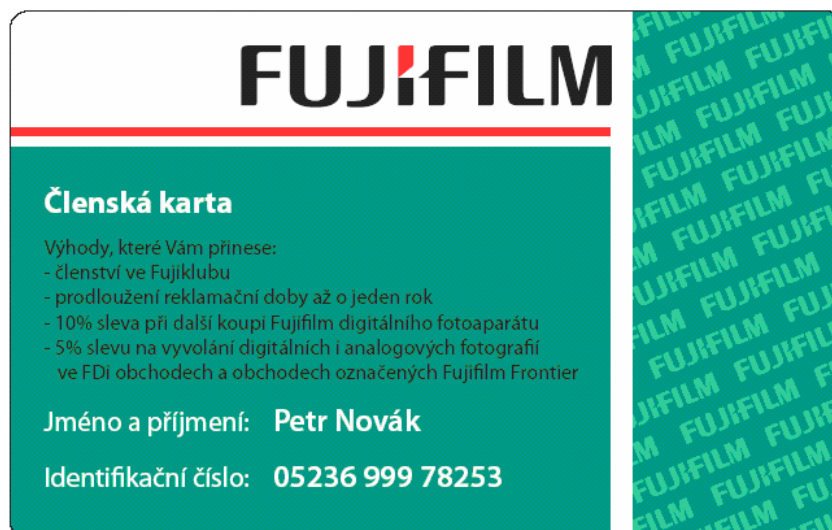 FUJIFILM
Členská karta
Výhody, které Vám přinese:
- členství ve Fujiklubu
- prodloužení reklamační doby až o jeden rok
- 10% sleva při další koupi Fujifilm digitálního fotoaparátu
- 5% slevu na vyvolání digitálních i analogových fotografií
ve FDi obchodech a obchodech označených Fujifilm Frontier
Jméno a příjmení: Petr Novák
Identifikační číslo: 05236 999 78253